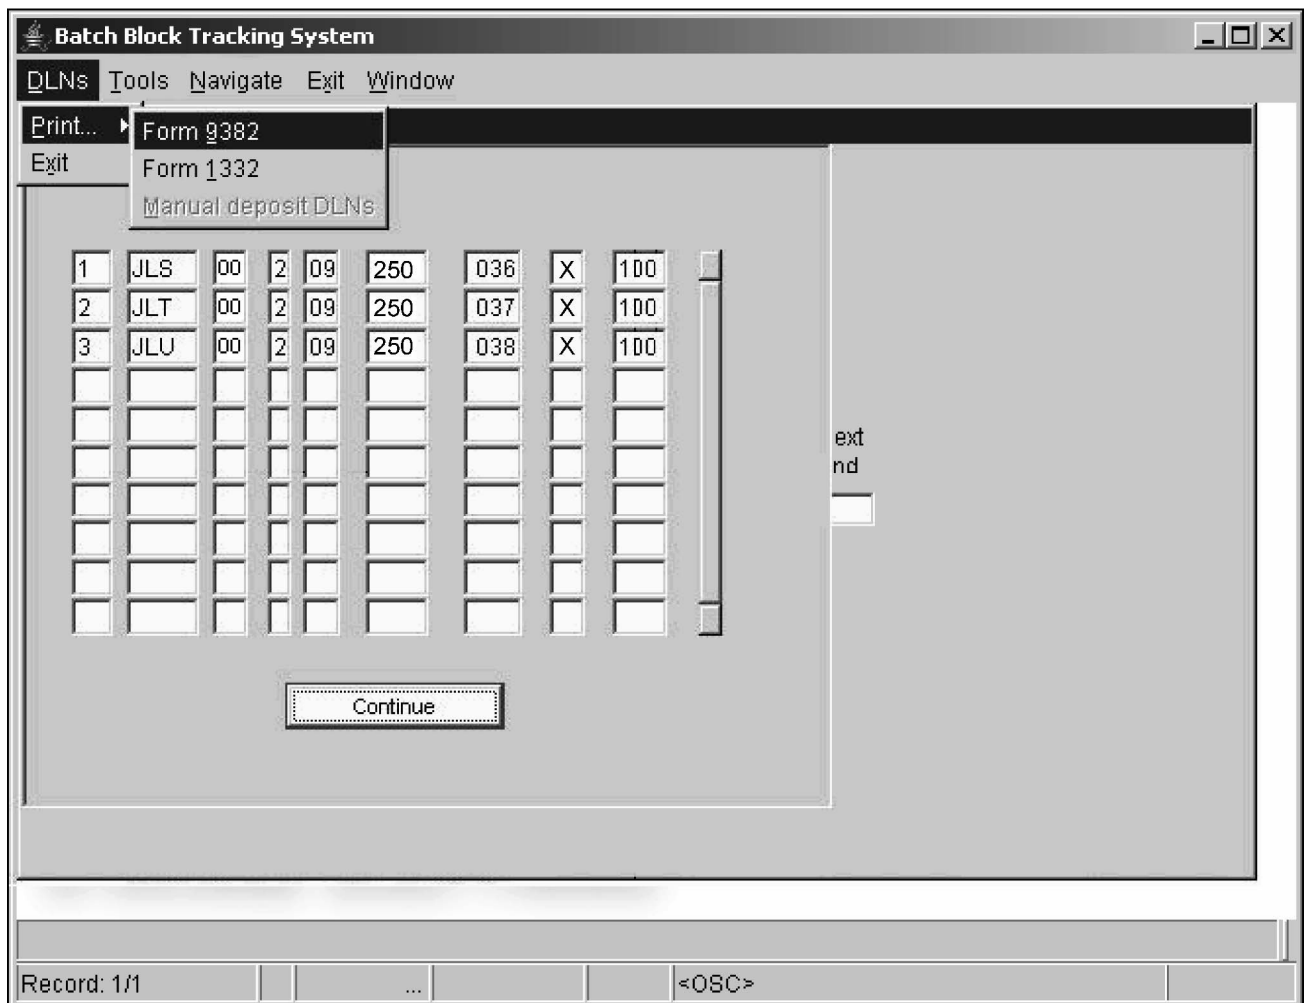 Batch Block Tracking System
DLNs Tools Navigate Exit Window
Print... Form 9382
Exit Form 1332
Manual deposit DLNs
1 JLS 00 2 09 250 036 X 100
2 JLT 00 2 09 250 037 X 100
3 JLU 00 2 09 250 038 X 100
ext
nd
Continue
Record: 1/1 ... <OSC>